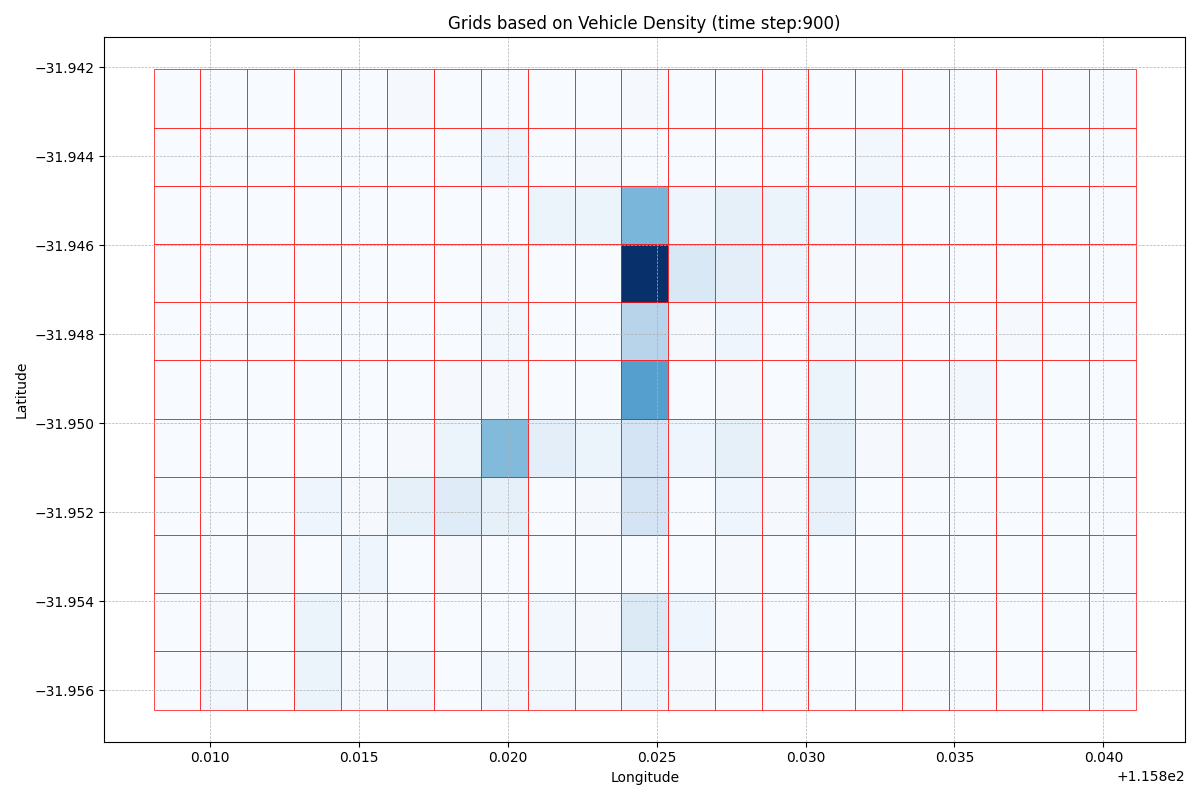 Grids based on Vehicle Density (time step:900)
−31.942
−31.944
−31.946
−31.948
−31.950
−31.952
−31.954
−31.956
Latitude
0.010 0.015 0.020 0.025 0.030 0.035 0.040
Longitude
+1.158e2